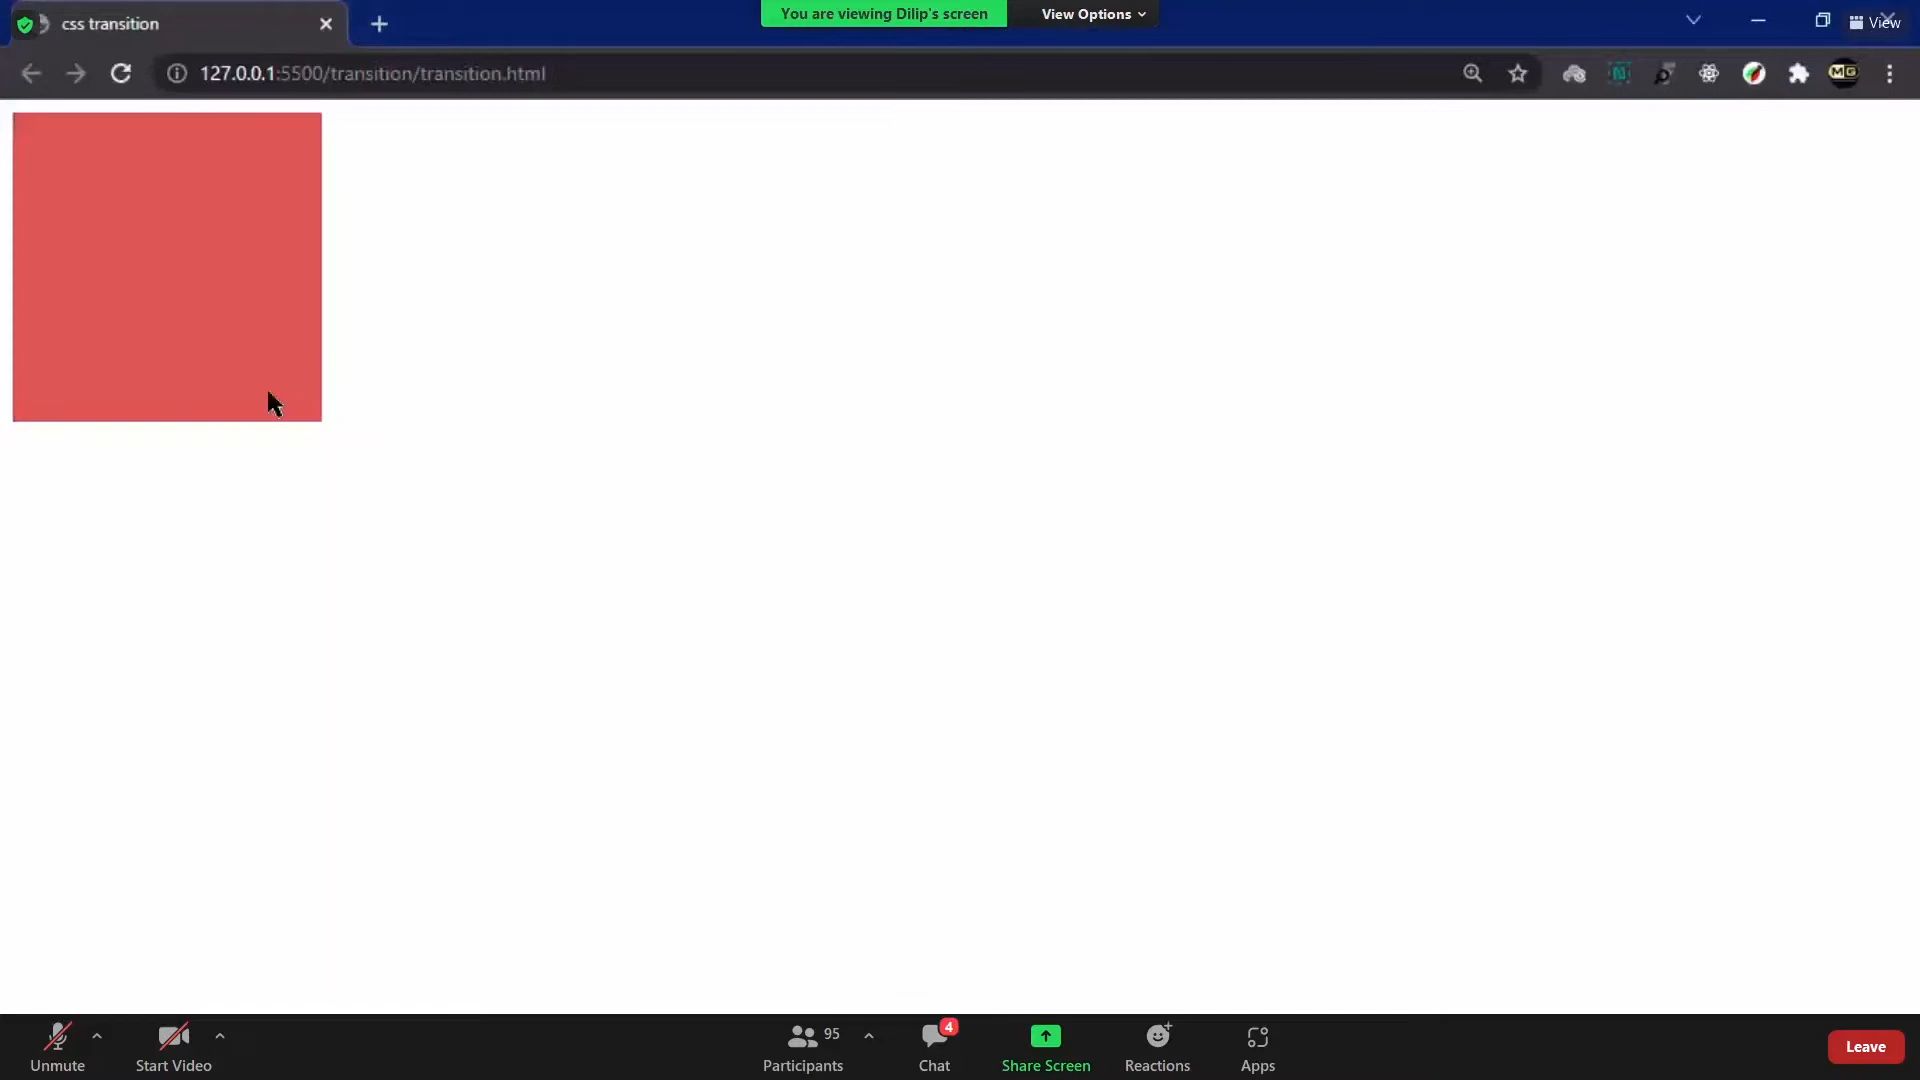 css transition
You are viewing Dilip's screen
View Options
View
127.0.0.1:5500/transition/transition.html
MG
Unmute
Start Video
Participants
95
Chat
4
Share Screen
Reactions
Apps
Leave